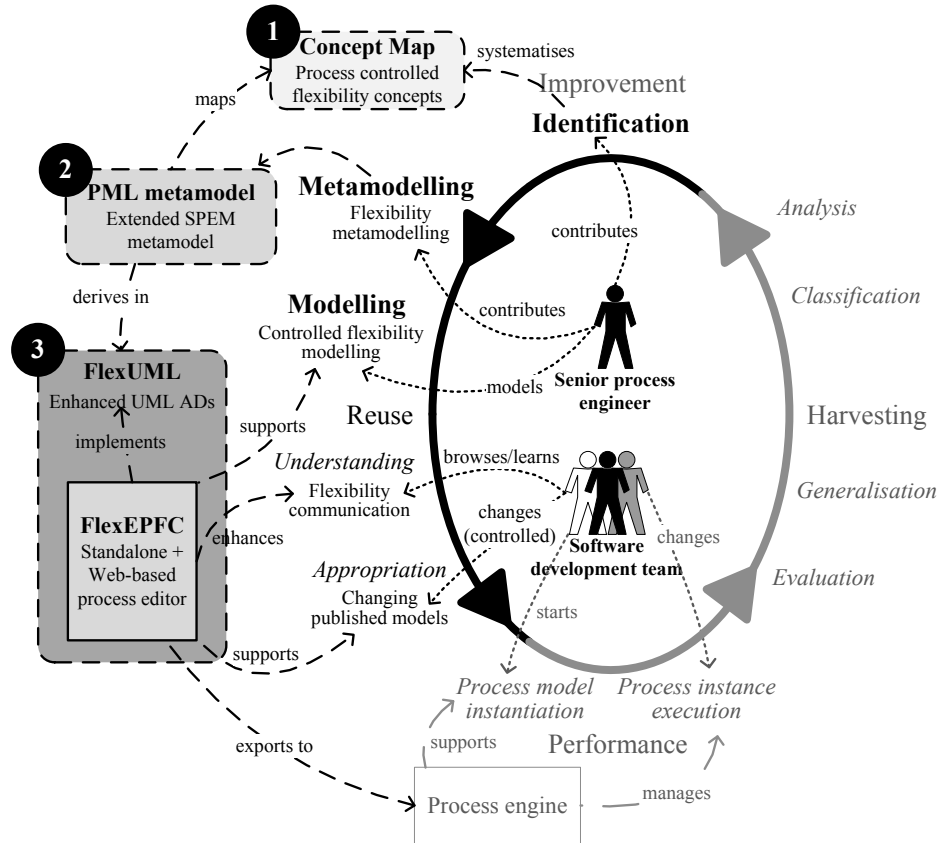 1
Concept Map
Process controlled
flexibility concepts
systematises
Improvement
Identification
maps
2
PML metamodel
Extended SPEM
metamodel
Metamodelling
Flexibility
metamodelling
contributes
Analysis
derives in
Modelling
Controlled flexibility
modelling
contributes
Classification
3
FlexUML
Enhanced UML ADs
implements
supports
models
Senior process
engineer
Reuse
Harvesting
Understanding
Flexibility
communication
browses/learns
Generalisation
FlexEPFC
Standalone +
Web-based
process editor
enhances
changes
(controlled)
Software
development team
changes
Appropriation
Changing
published models
Evaluation
supports
starts
Process model
instantiation
Process instance
execution
exports to
supports
Performance
Process engine
manages